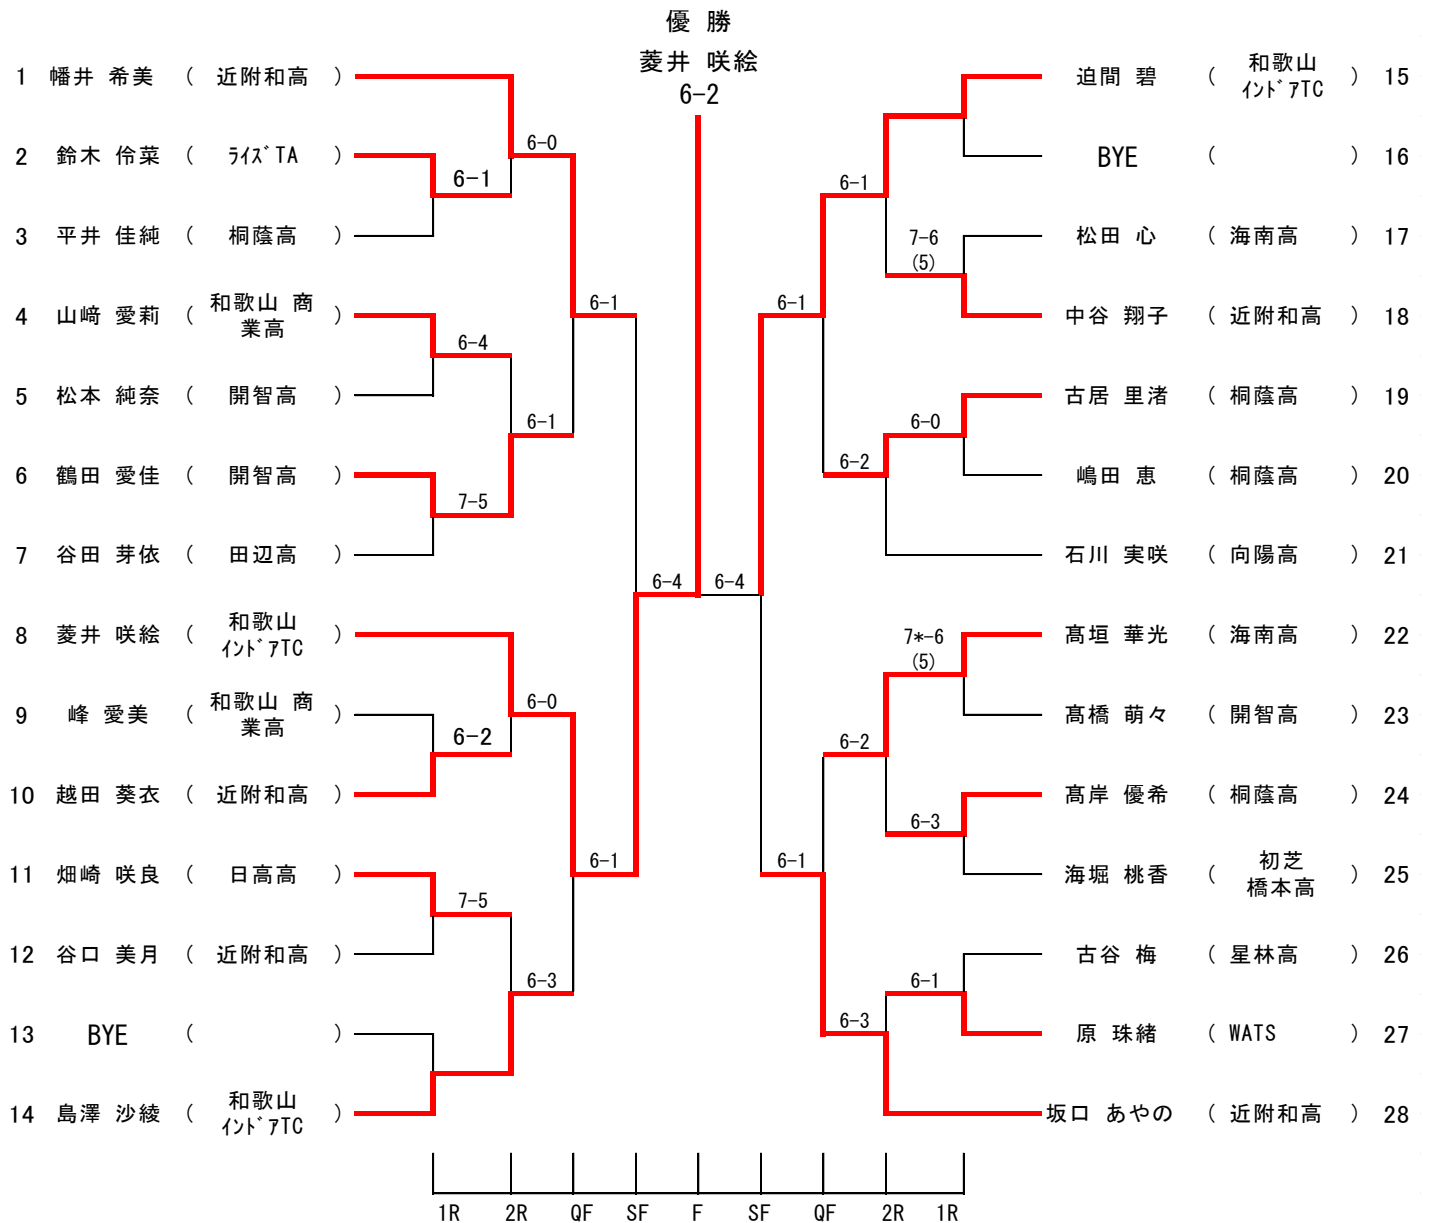 優 勝
菱井 咲絵
6-2
1 幡井 希美 ( 近附和高 )
6-0
2 鈴木 伶菜 ( ﾗｲｽﾞTA )
6-1
3 平井 佳純 ( 桐蔭高 )
6-1
4 山﨑 愛莉 ( 和歌山 商
業高 )
6-4
5 松本 純奈 ( 開智高 )
6-1
6 鶴田 愛佳 ( 開智高 )
7-5
7 谷田 芽依 ( 田辺高 )
6-4
8 菱井 咲絵 ( 和歌山
ｲﾝﾄﾞｱTC )
6-0
9 峰 愛美 ( 和歌山 商
業高 )
6-2
10 越田 葵衣 ( 近附和高 )
6-1
11 畑崎 咲良 ( 日高高 )
7-5
12 谷口 美月 ( 近附和高 )
6-3
13 BYE ( )
14 島澤 沙綾 ( 和歌山
ｲﾝﾄﾞｱTC )
迫間 碧 ( 和歌山
ｲﾝﾄﾞｱTC ) 15
BYE ( ) 16
6-1
松田 心 ( 海南高 ) 17
7-6
(5)
6-1
中谷 翔子 ( 近附和高 ) 18
古居 里渚 ( 桐蔭高 ) 19
6-0
6-2
嶋田 恵 ( 桐蔭高 ) 20
石川 実咲 ( 向陽高 ) 21
6-4
髙垣 華光 ( 海南高 ) 22
7*-6
(5)
髙橋 萌々 ( 開智高 ) 23
6-2
髙岸 優希 ( 桐蔭高 ) 24
6-3
6-1
海堀 桃香 ( 初芝
橋本高 ) 25
古谷 梅 ( 星林高 ) 26
6-1
6-3
原 珠緒 ( WATS ) 27
坂口 あやの ( 近附和高 ) 28
1R 2R QF SF F SF QF 2R 1R